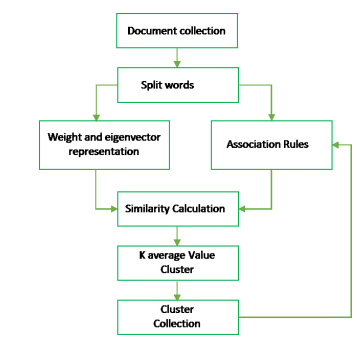 Document collection
Split words
Weight and eigenvector
representation
Association Rules
Similarity Calculation
K average Value
Cluster
Cluster
Collection